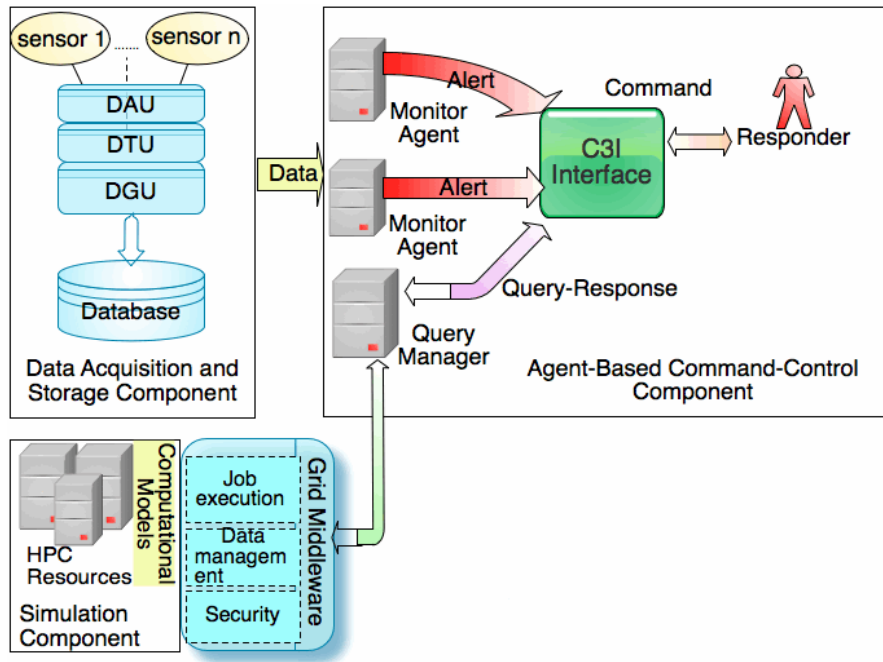 sensor 1
......
sensor n
DAU
DTU
DGU
Database
Data Acquisition and
Storage Component
Data
Alert
Monitor
Agent
Alert
Monitor
Agent
Command
C3I
Interface
Responder
Query-Response
Query
Manager
Agent-Based Command-Control
Component
HPC
Resources
Computational
Models
Simulation
Component
Job
execution
Data
managem
ent
Security
Grid Middleware